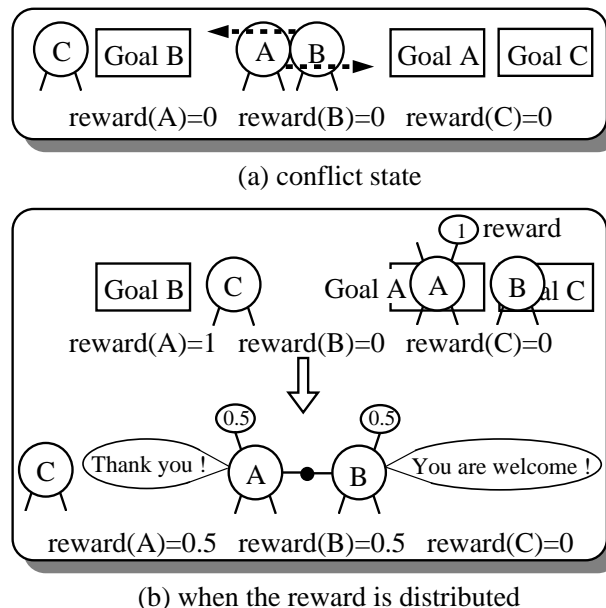 C Goal B A B Goal A Goal C
reward(A)=0 reward(B)=0 reward(C)=0
(a) conflict state
1 reward
Goal B C Goal A A B al C
reward(A)=1 reward(B)=0 reward(C)=0
0.5 0.5
C Thank you ! A B You are welcome !
reward(A)=0.5 reward(B)=0.5 reward(C)=0
(b) when the reward is distributed